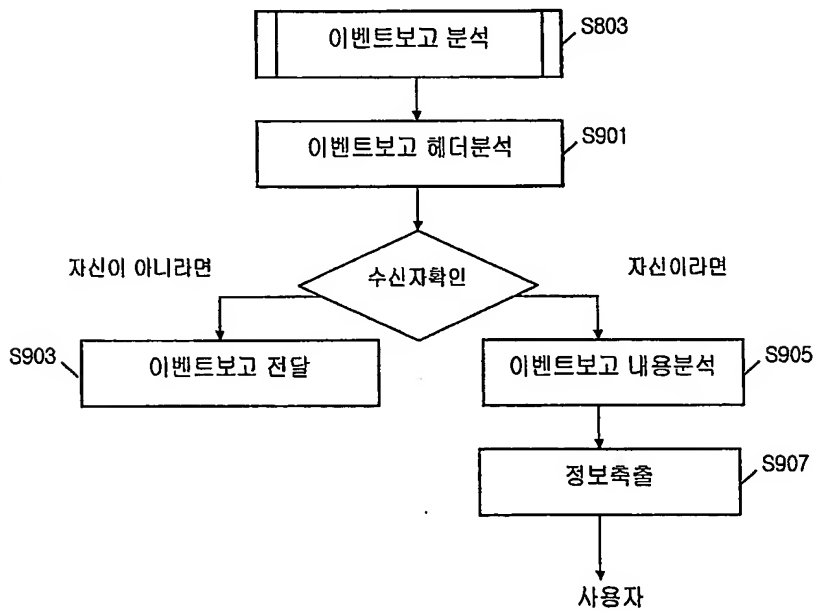 이벤트보고 분석
S803
이벤트보고 헤더분석
S901
자신이 아니라면
수신자확인
자신이라면
S903
이벤트보고 전달
이벤트보고 내용분석
S905
정보축출
S907
사용자